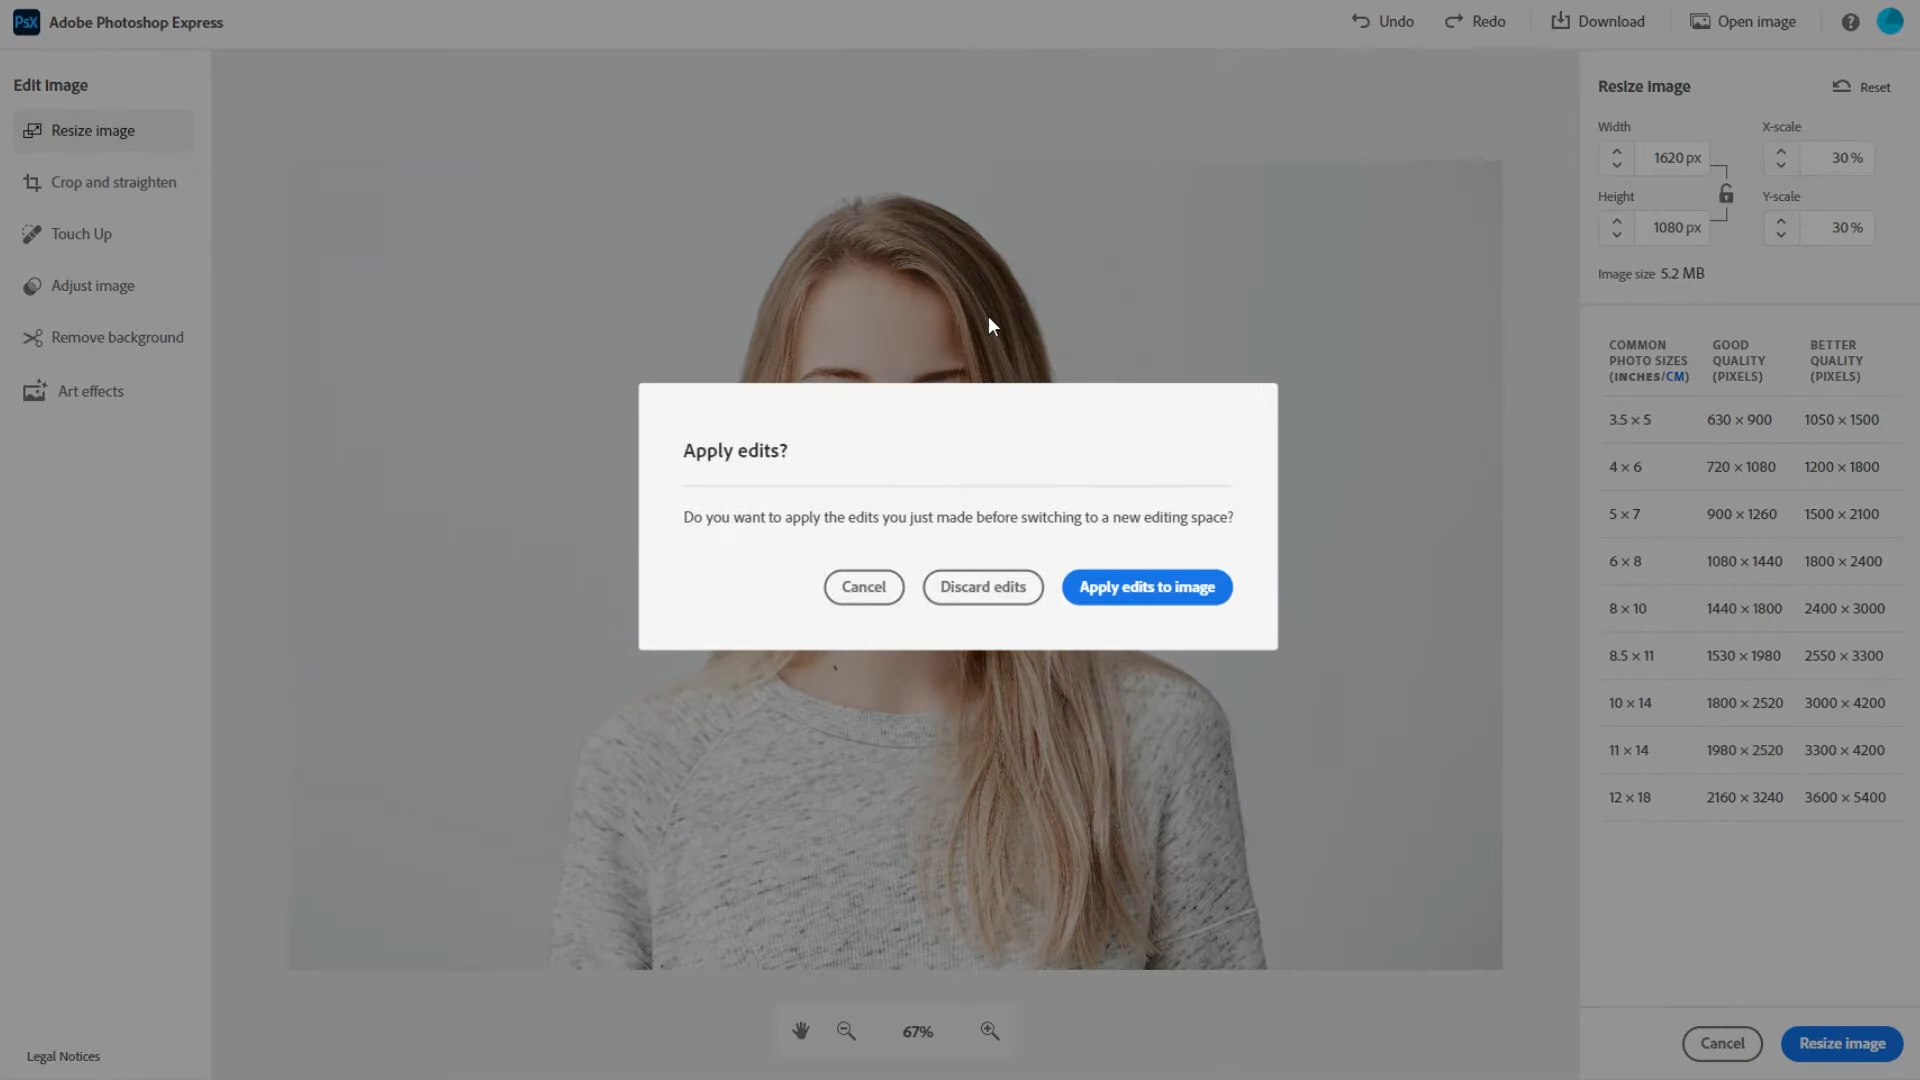 PsX Adobe Photoshop Express
Undo
Redo
Download
Open image
?
Edit Image
Resize image
Crop and straighten
Touch Up
Adjust image
Remove background
Art effects
Legal Notices
Apply edits?
Do you want to apply the edits you just made before switching to a new editing space?
Cancel
Discard edits
Apply edits to image
67%
Resize Image
Reset
Width
X-scale
1620 px
30 %
Height
Y-scale
1080 px
30 %
Image size 5.2 MB
COMMON PHOTO SIZES (INCHES/CM)
GOOD QUALITY (PIXELS)
BETTER QUALITY (PIXELS)
3.5 × 5 630 × 900 1050 × 1500
4 × 6 720 × 1080 1200 × 1800
5 × 7 900 × 1260 1500 × 2100
6 × 8 1080 × 1440 1800 × 2400
8 × 10 1440 × 1800 2400 × 3000
8.5 × 11 1530 × 1980 2550 × 3300
10 × 14 1800 × 2520 3000 × 4200
11 × 14 1980 × 2520 3300 × 4200
12 × 18 2160 × 3240 3600 × 5400
Cancel
Resize image